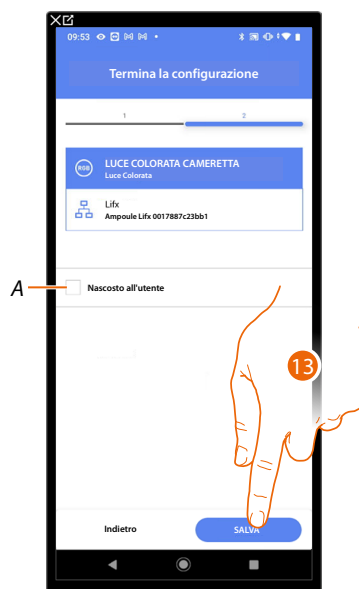 09:53
Termina la configurazione
1 2
RGB
LUCE COLORATA CAMERETTA
Luce Colorata
Lifx
Ampoule Lifx 0017887c23bb1
A
Nascosto all'utente
13
Indietro
SALVA